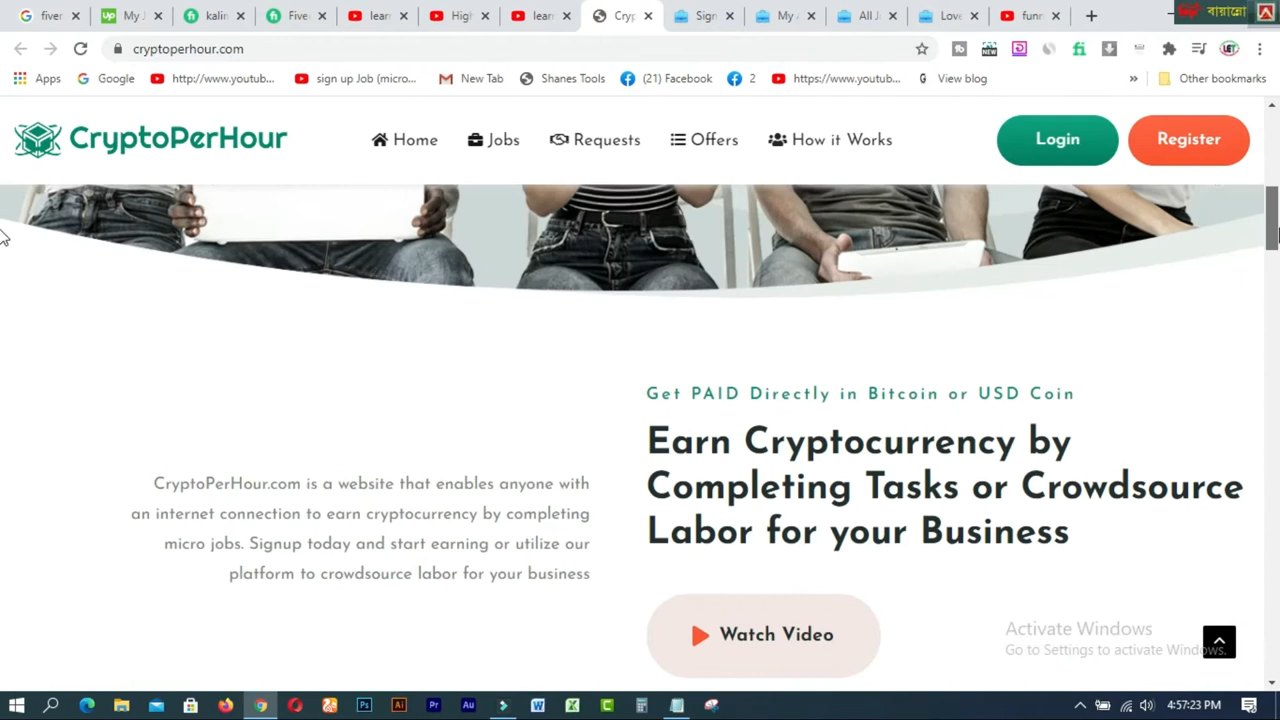 fiver
My J
kalin
Five
learn
High
learn
Cryp
Sign
My A
All J
Love
funn
বায়ান্নো
cryptoperhour.com
NEW
Apps
Google
http://www.youtub...
sign up Job (micro...
New Tab
Shanes Tools
(21) Facebook
2
https://www.youtub...
View blog
»
Other bookmarks
CryptoPerHour
Home
Jobs
Requests
Offers
How it Works
Login
Register
Get PAID Directly in Bitcoin or USD Coin
Earn Cryptocurrency by
Completing Tasks or Crowdsource
Labor for your Business
CryptoPerHour.com is a website that enables anyone with
an internet connection to earn cryptocurrency by completing
micro jobs. Signup today and start earning or utilize our
platform to crowdsource labor for your business
Watch Video
Activate Windows
Go to Settings to activate Windows.
4:57:23 PM